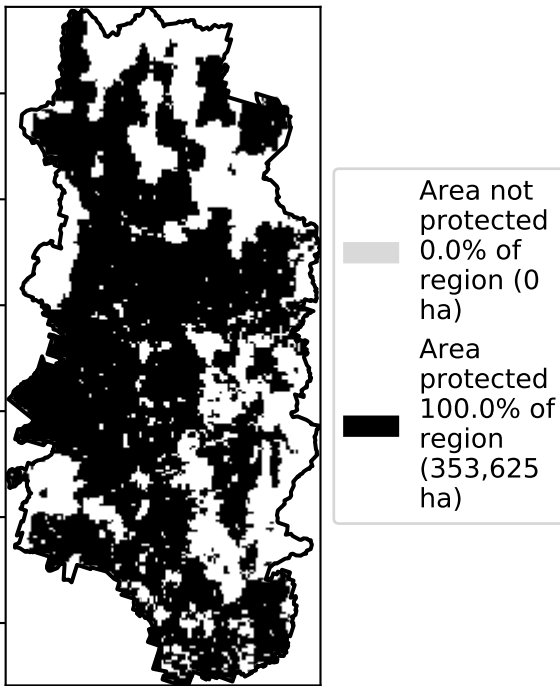 Area not
protected
0.0% of
region (0
ha)
Area
protected
100.0% of
region
(353,625
ha)